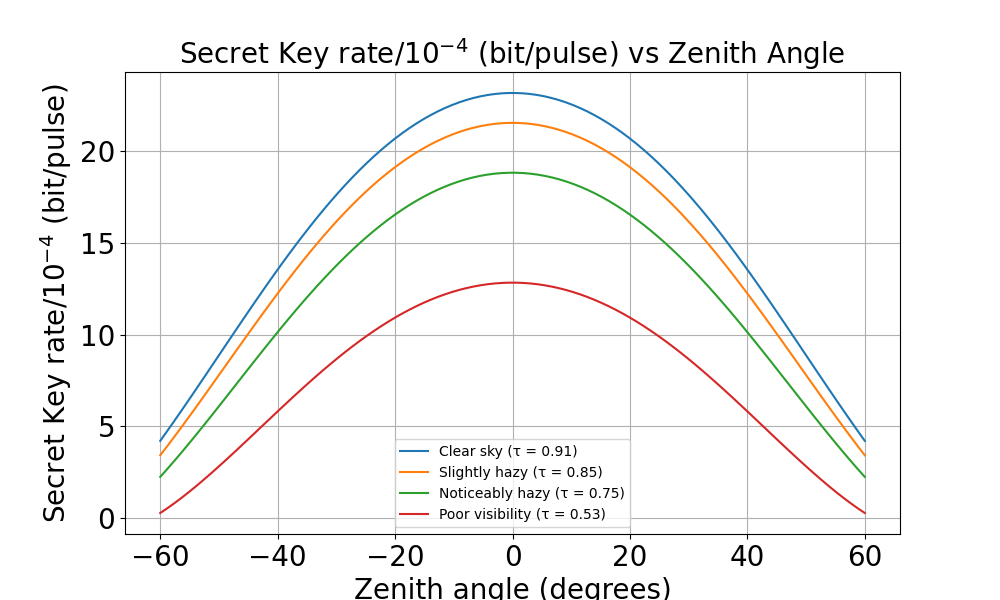 Secret Key rate/10⁻⁴ (bit/pulse) vs Zenith Angle
Secret Key rate/10⁻⁴ (bit/pulse)
20
15
10
5
0
Clear sky (τ = 0.91)
Slightly hazy (τ = 0.85)
Noticeably hazy (τ = 0.75)
Poor visibility (τ = 0.53)
−60 −40 −20 0 20 40 60
Zenith angle (degrees)